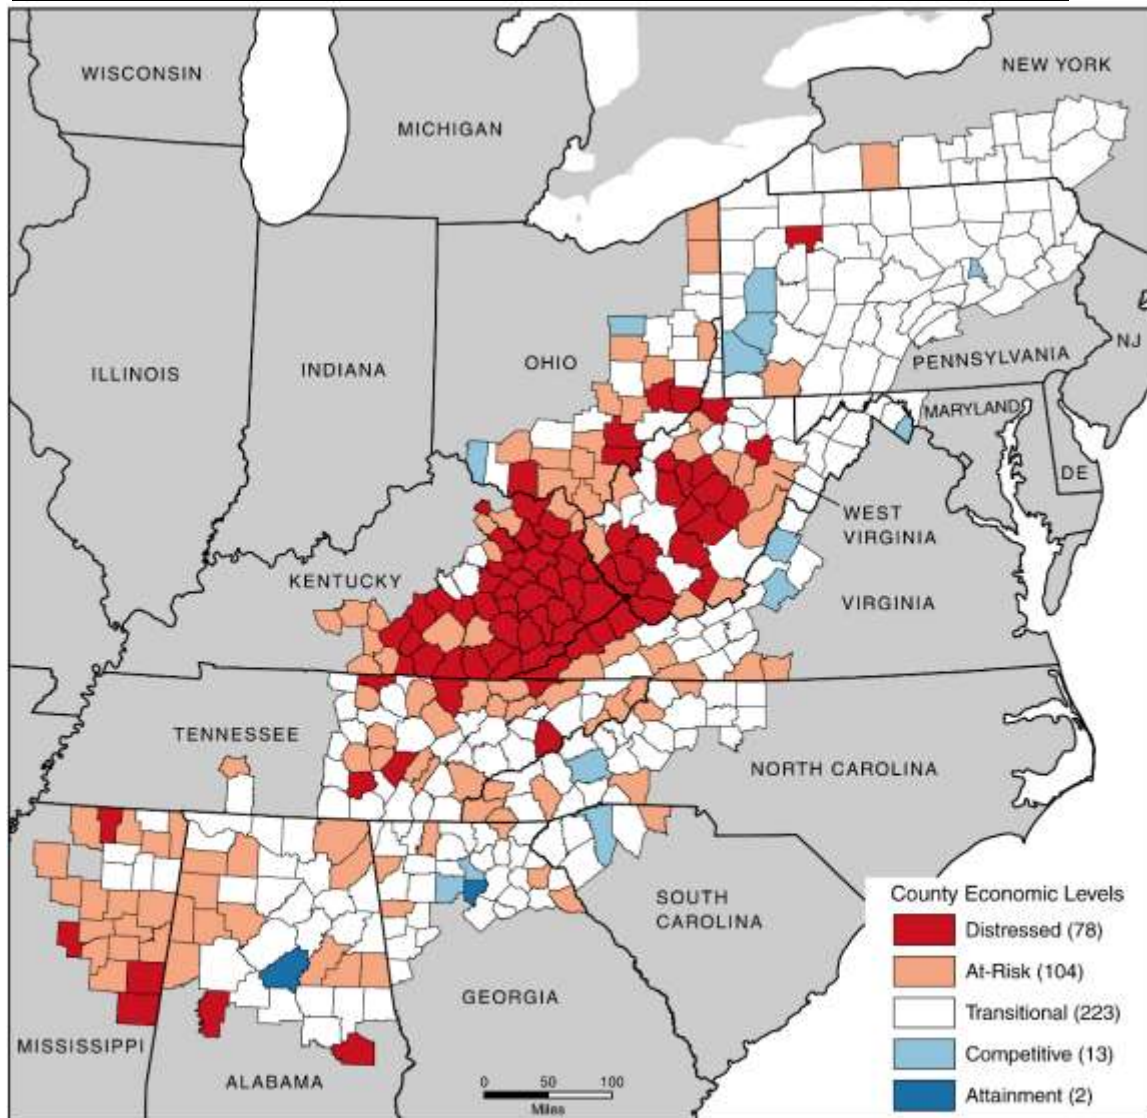 WISCONSIN
MICHIGAN
NEW YORK
ILLINOIS
INDIANA
OHIO
PENNSYLVANIA
NJ
MARYLAND
DE
WEST
VIRGINIA
KENTUCKY
VIRGINIA
TENNESSEE
NORTH CAROLINA
SOUTH
CAROLINA
GEORGIA
MISSISSIPPI
ALABAMA
County Economic Levels
Distressed (78)
At-Risk (104)
Transitional (223)
Competitive (13)
Attainment (2)
0 50 100
Miles